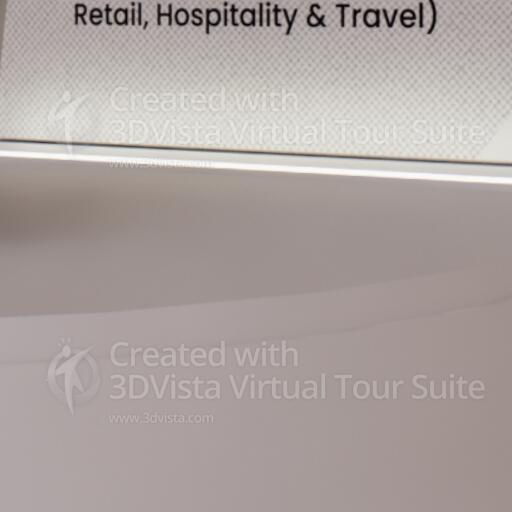 Retail, Hospitality & Travel)
Created with
3DVista Virtual Tour Suite
www.3dvista.com
Created with
3DVista Virtual Tour Suite
www.3dvista.com